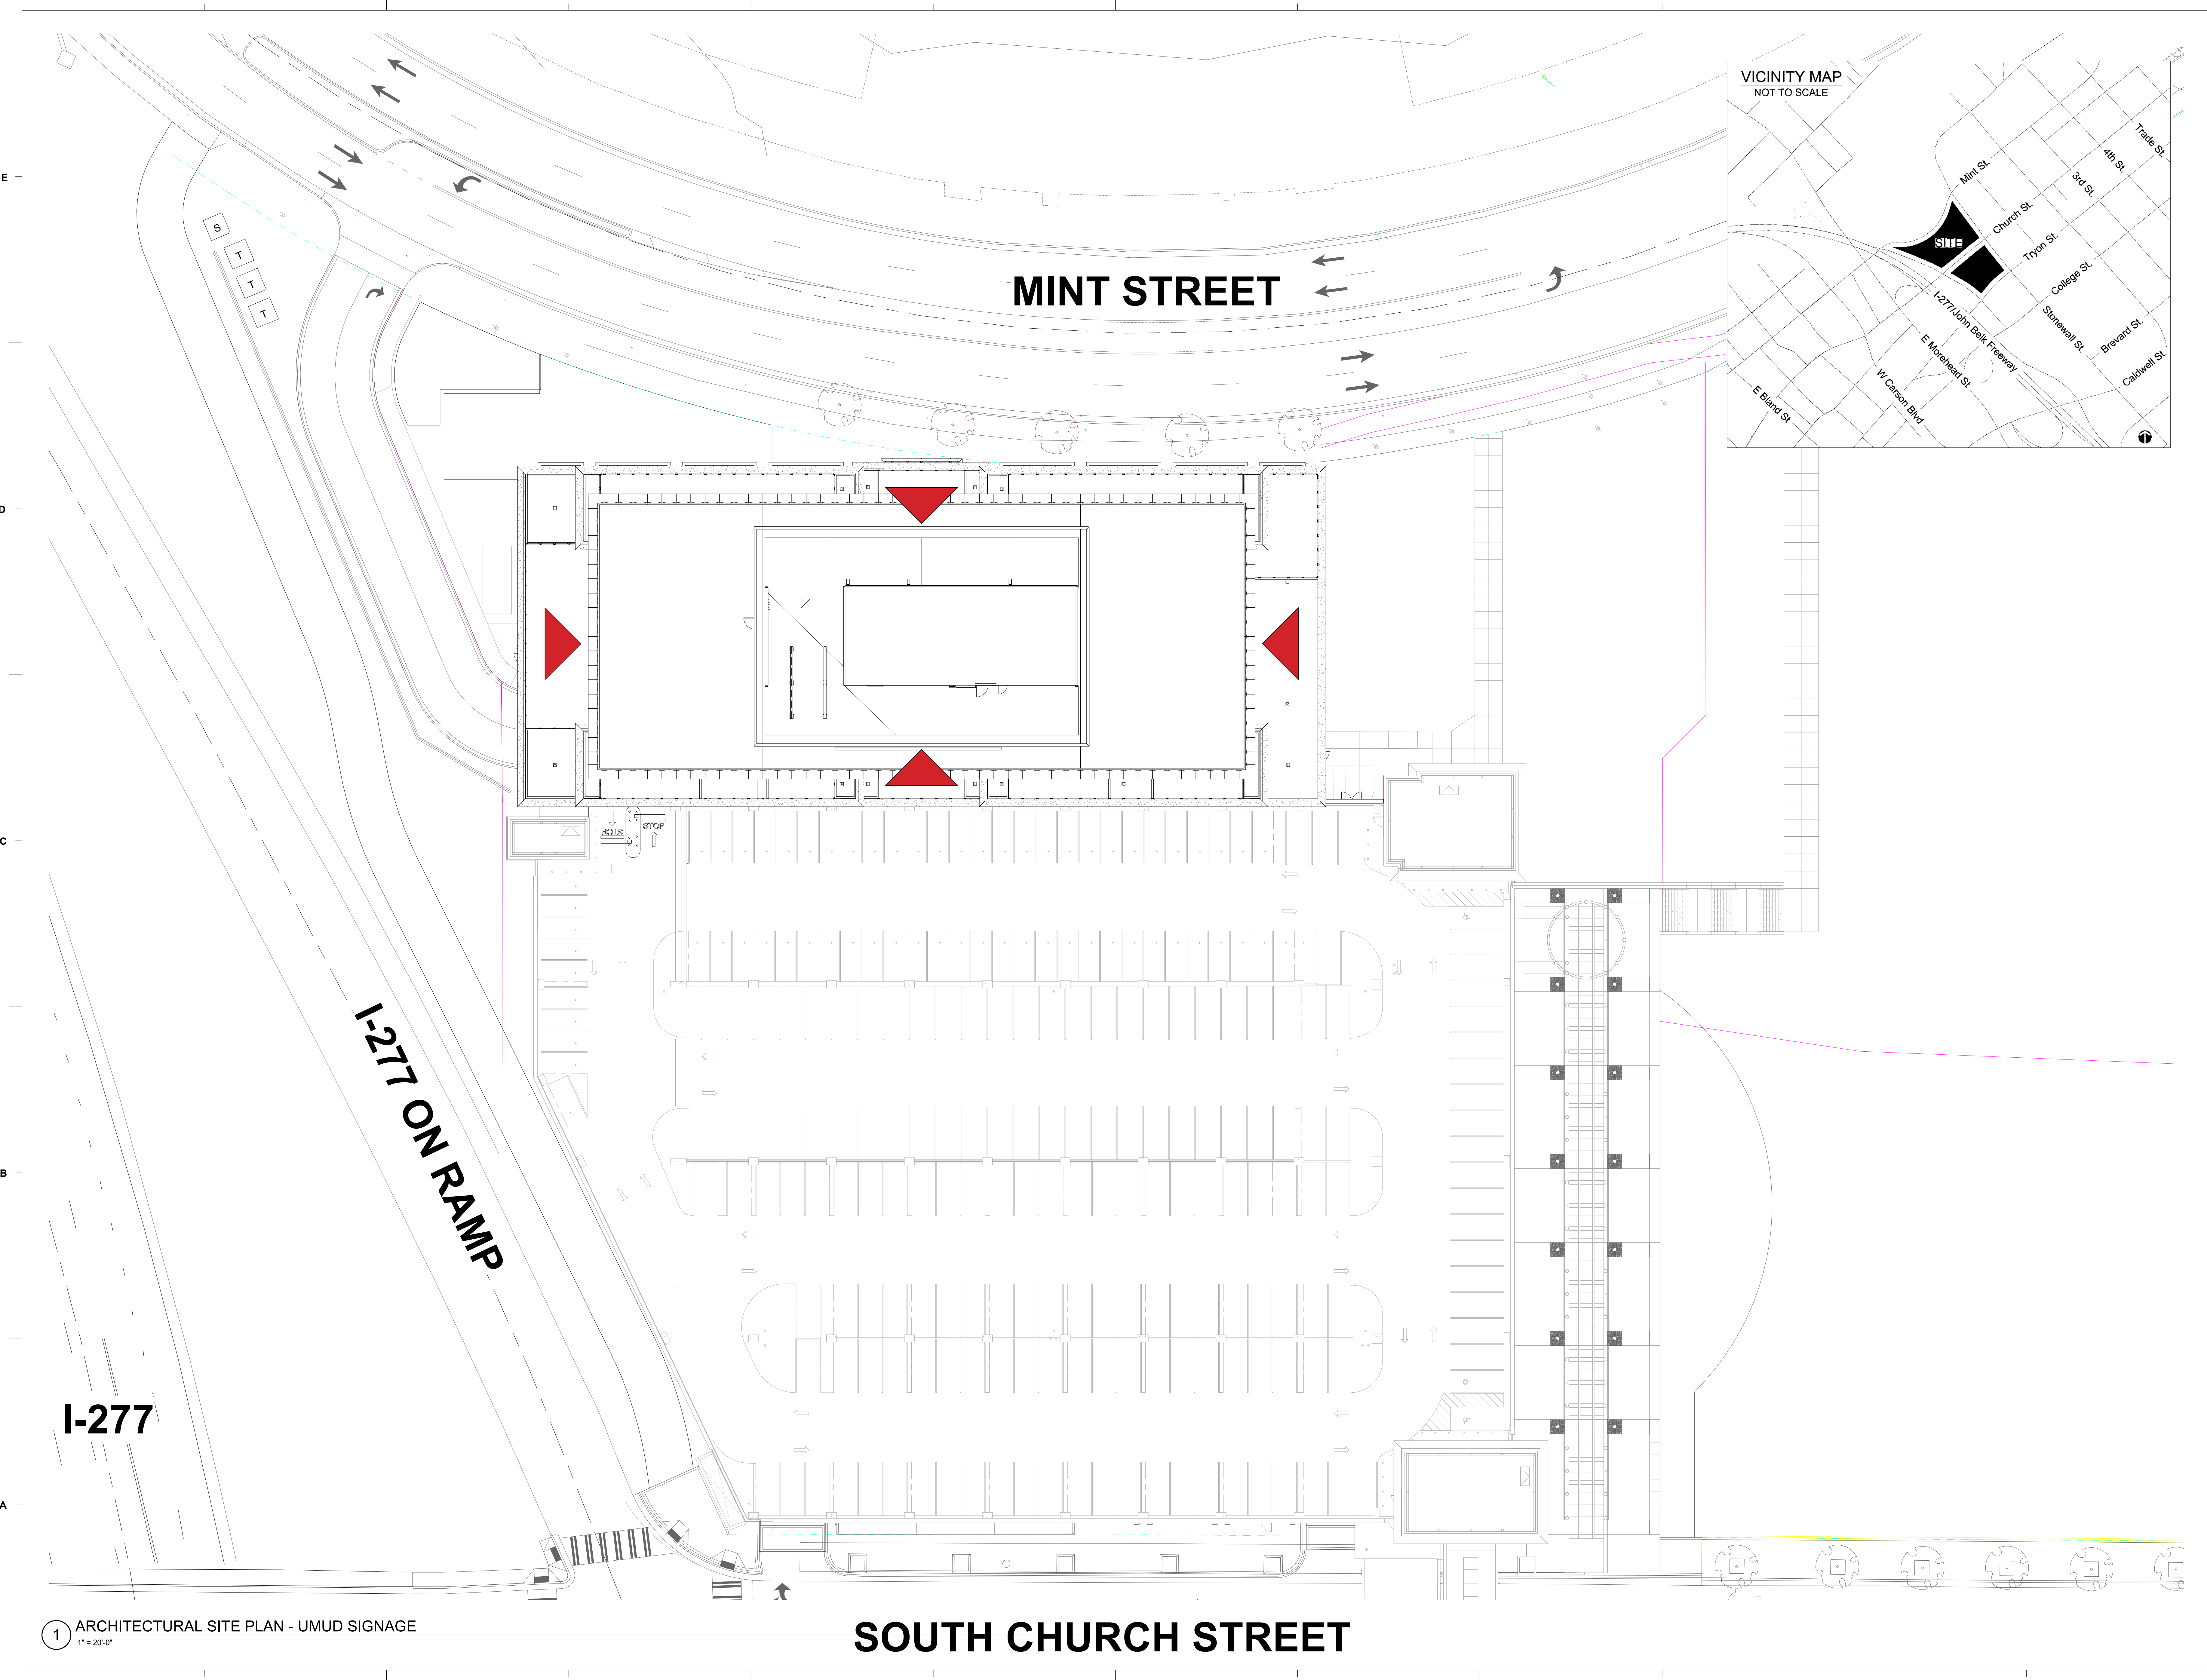 VICINITY MAP
NOT TO SCALE
Trade St.
4th St.
3rd St.
Mint St.
Church St.
Tryon St.
College St.
SITE
I-277/John Belk Freeway
Stonewall St.
Brevard St.
Caldwell St.
E Morehead St
W Carson Blvd
E Bland St
E
S
T
T
T
MINT STREET
D
C
STOP
STOP
I-277 ON RAMP
B
I-277
A
1
ARCHITECTURAL SITE PLAN - UMUD SIGNAGE
1" = 20'-0"
SOUTH CHURCH STREET